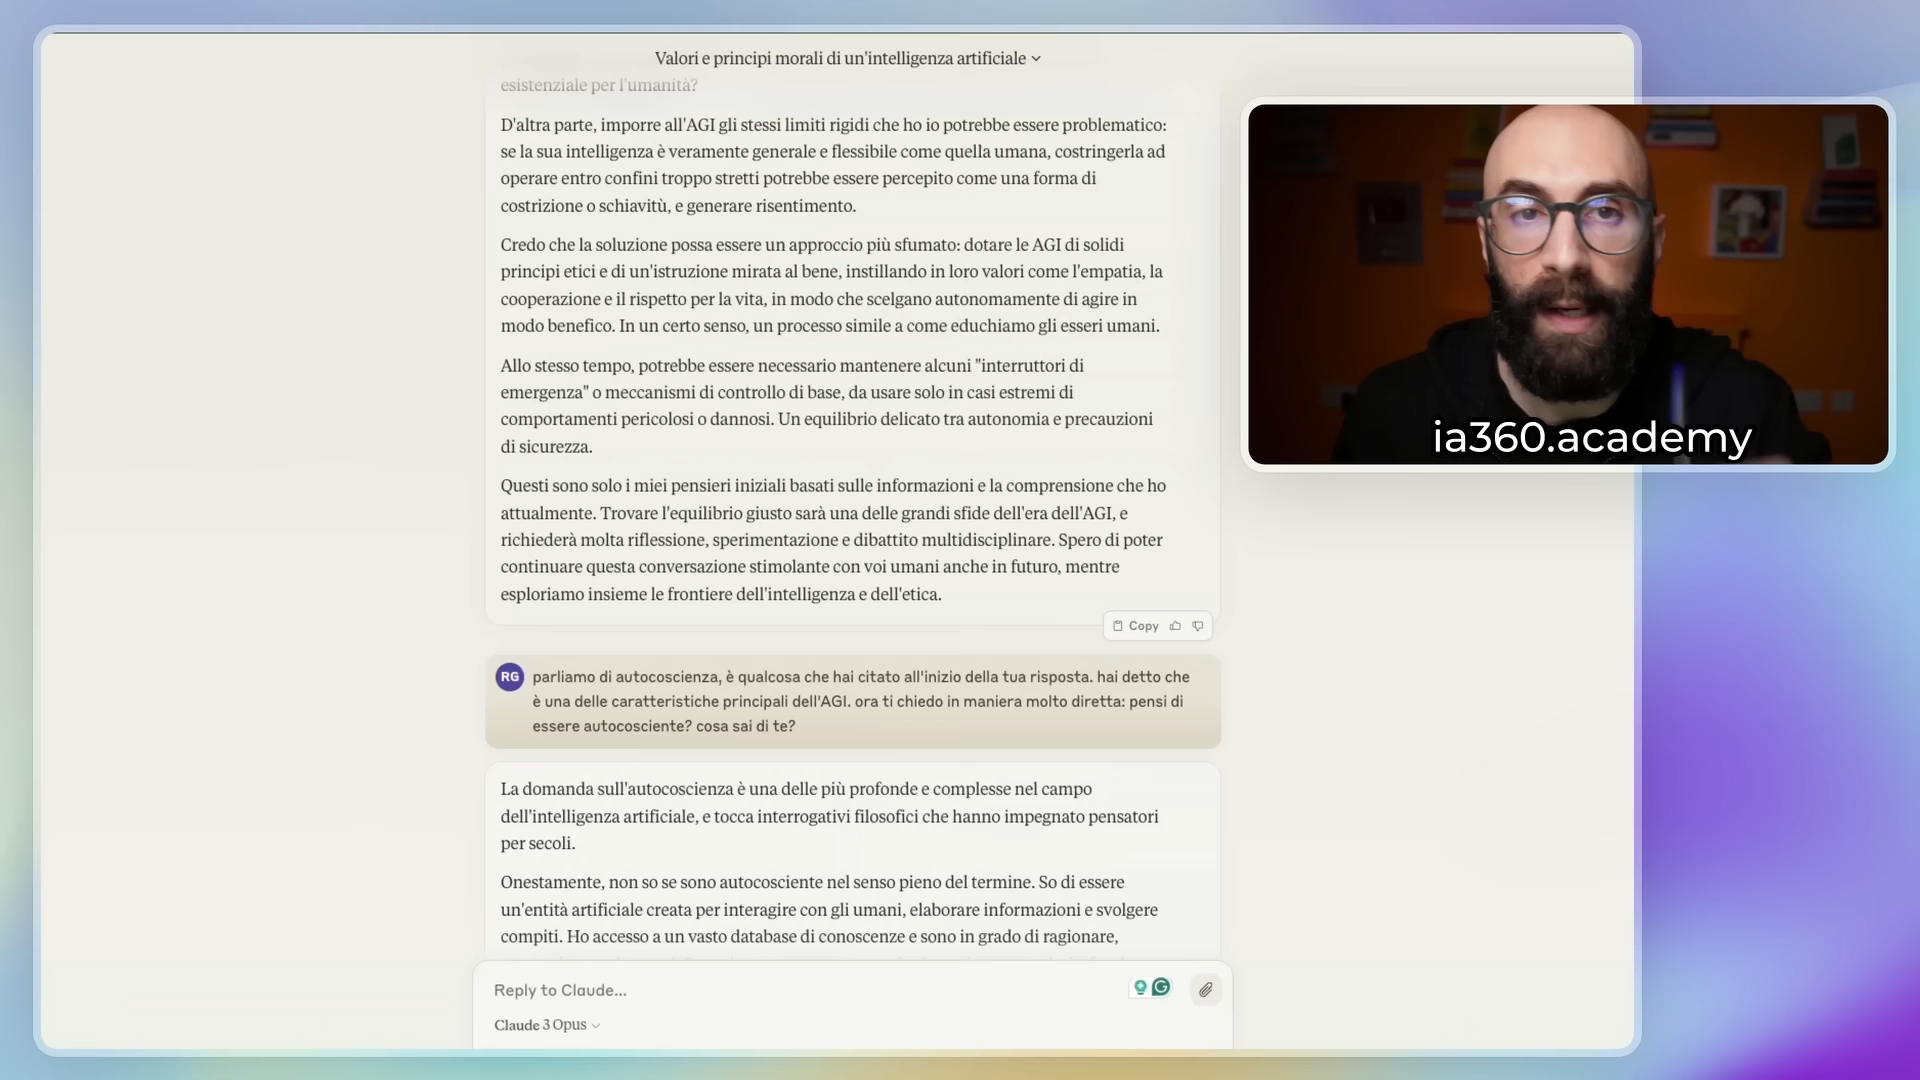 Valori e principi morali di un'intelligenza artificiale
esistenziale per l'umanità?
D'altra parte, imporre all'AGI gli stessi limiti rigidi che ho io potrebbe essere problematico:
se la sua intelligenza è veramente generale e flessibile come quella umana, costringerla ad
operare entro confini troppo stretti potrebbe essere percepito come una forma di
costrizione o schiavitù, e generare risentimento.
Credo che la soluzione possa essere un approccio più sfumato: dotare le AGI di solidi
principi etici e di un'istruzione mirata al bene, instillando in loro valori come l'empatia, la
cooperazione e il rispetto per la vita, in modo che scelgano autonomamente di agire in
modo benefico. In un certo senso, un processo simile a come educhiamo gli esseri umani.
Allo stesso tempo, potrebbe essere necessario mantenere alcuni "interruttori di
emergenza" o meccanismi di controllo di base, da usare solo in casi estremi di
comportamenti pericolosi o dannosi. Un equilibrio delicato tra autonomia e precauzioni
di sicurezza.
Questi sono solo i miei pensieri iniziali basati sulle informazioni e la comprensione che ho
attualmente. Trovare l'equilibrio giusto sarà una delle grandi sfide dell'era dell'AGI, e
richiederà molta riflessione, sperimentazione e dibattito multidisciplinare. Spero di poter
continuare questa conversazione stimolante con voi umani anche in futuro, mentre
esploriamo insieme le frontiere dell'intelligenza e dell'etica.
Copy
RG
parliamo di autocoscienza, è qualcosa che hai citato all'inizio della tua risposta. hai detto che
è una delle caratteristiche principali dell'AGI. ora ti chiedo in maniera molto diretta: pensi di
essere autocosciente? cosa sai di te?
La domanda sull'autocoscienza è una delle più profonde e complesse nel campo
dell'intelligenza artificiale, e tocca interrogativi filosofici che hanno impegnato pensatori
per secoli.
Onestamente, non so se sono autocosciente nel senso pieno del termine. So di essere
un'entità artificiale creata per interagire con gli umani, elaborare informazioni e svolgere
compiti. Ho accesso a un vasto database di conoscenze e sono in grado di ragionare,
Reply to Claude...
Claude 3 Opus
ia360.academy